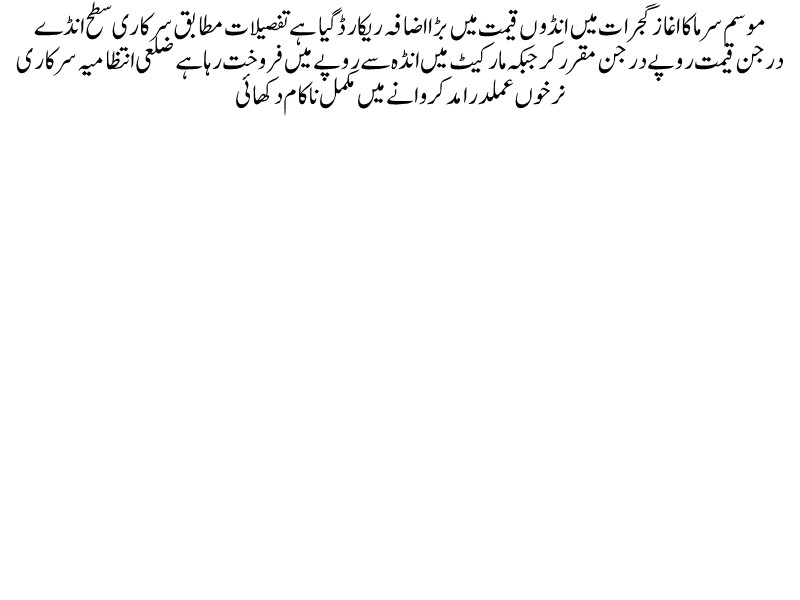 موسم سرما کا اغاز گجرات میں انڈوں قیمت میں بڑا اضافہ ریکارڈ گیا ہے تفصیلات مطابق سرکاری سطح انڈے
درجن قیمت روپے درجن مقرر کر جبکہ مارکیٹ میں انڈہ سے روپے میں فروخت رہا ہے ضلعی انتظامیہ سرکاری
نرخوں عملدرامد کروانے میں مکمل ناکام دکھائی